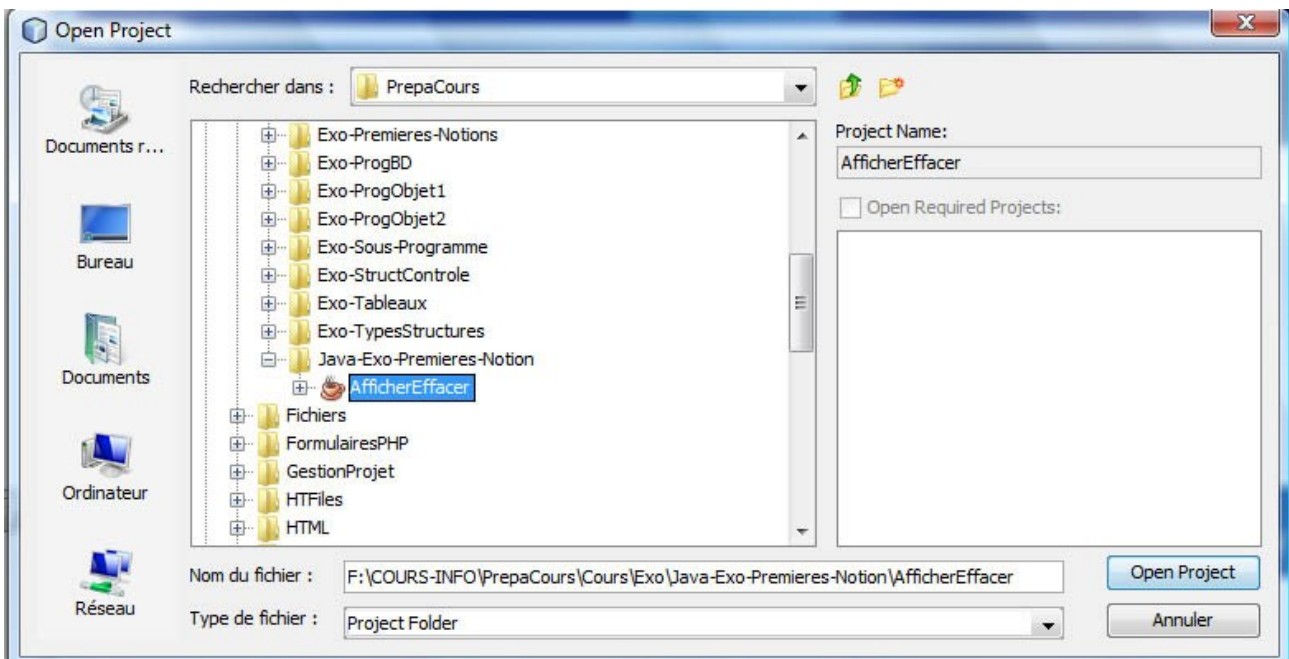 Open Project
Rechercher dans :
PrepaCours
Documents r...
Bureau
Documents
Ordinateur
Réseau
Exo-Premieres-Notions
Exo-ProgBD
Exo-ProgObjet1
Exo-ProgObjet2
Exo-Sous-Programme
Exo-StructControle
Exo-Tableaux
Exo-TypesStructures
Java-Exo-Premieres-Notion
AfficherEffacer
Fichiers
FormulairesPHP
GestionProjet
HTFiles
HTML
Project Name:
AfficherEffacer
Open Required Projects:
Nom du fichier :
F:\COURS-INFO\PrepaCours\Cours\Exo\Java-Exo-Premieres-Notion\AfficherEffacer
Open Project
Type de fichier :
Project Folder
Annuler